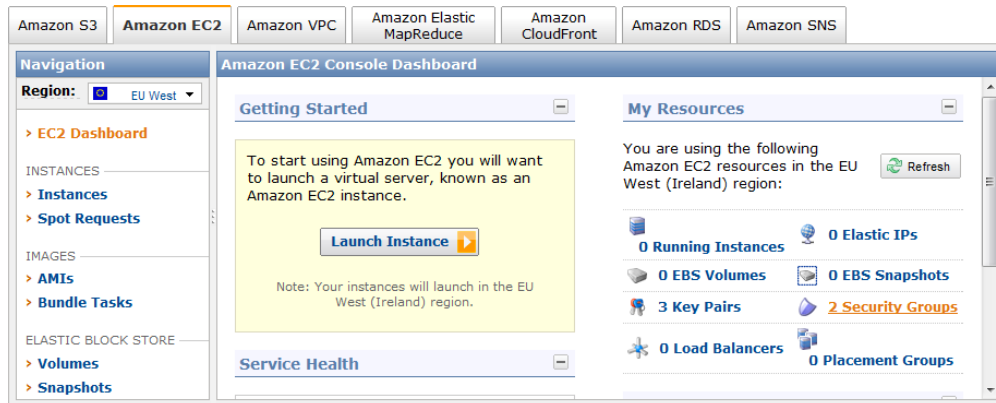 Amazon S3
Amazon EC2
Amazon VPC
Amazon Elastic
MapReduce
Amazon
CloudFront
Amazon RDS
Amazon SNS
Navigation
Region:
EU West
EC2 Dashboard
INSTANCES
Instances
Spot Requests
IMAGES
AMIs
Bundle Tasks
ELASTIC BLOCK STORE
Volumes
Snapshots
Amazon EC2 Console Dashboard
Getting Started
To start using Amazon EC2 you will want
to launch a virtual server, known as an
Amazon EC2 instance.
Launch Instance
Note: Your instances will launch in the EU
West (Ireland) region.
Service Health
My Resources
You are using the following
Amazon EC2 resources in the EU
West (Ireland) region:
Refresh
0 Running Instances
0 Elastic IPs
0 EBS Volumes
0 EBS Snapshots
3 Key Pairs
2 Security Groups
0 Load Balancers
0 Placement Groups